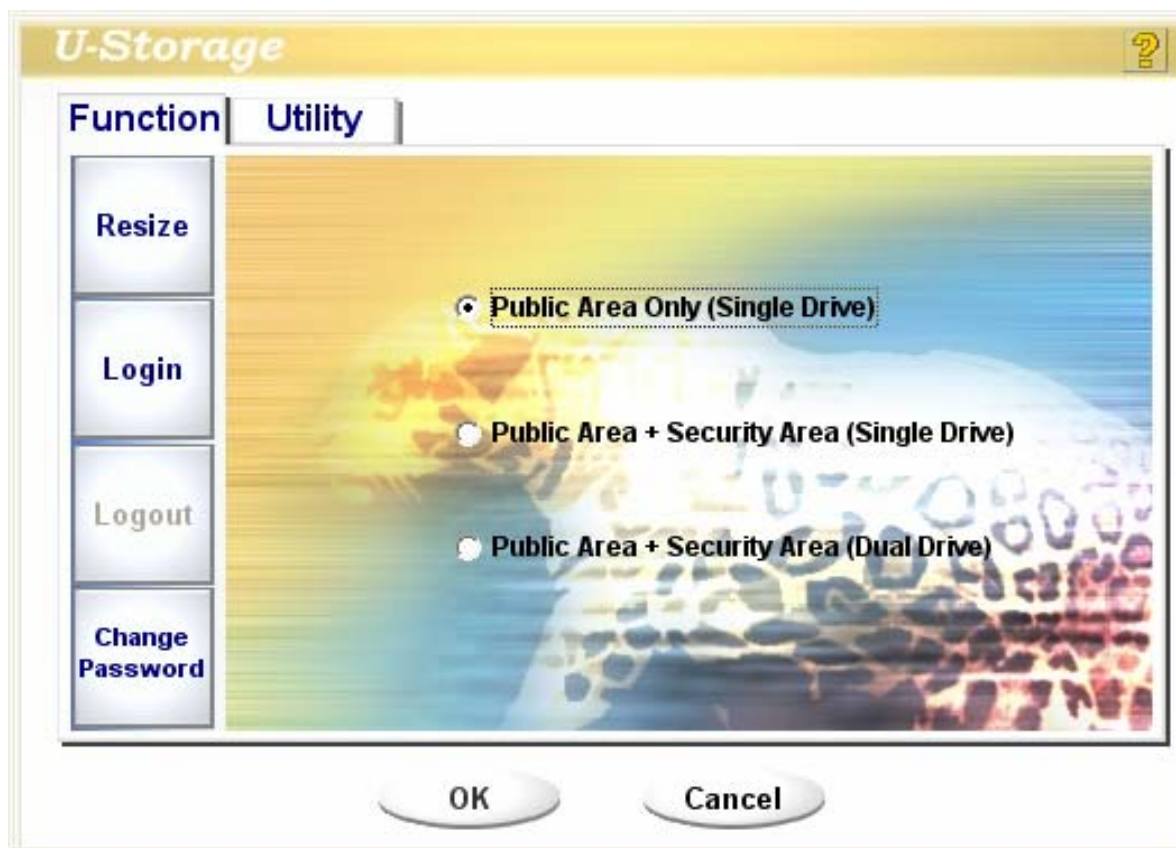 U-Storage
?
Function
Utility
Resize
Login
Logout
Change
Password
Public Area Only (Single Drive)
Public Area + Security Area (Single Drive)
Public Area + Security Area (Dual Drive)
OK
Cancel